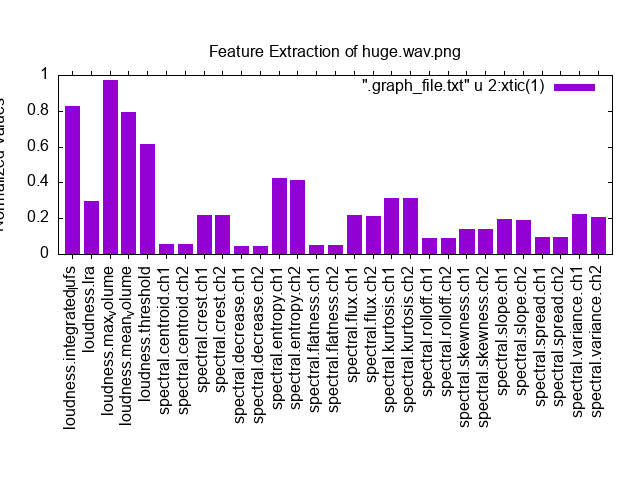 Feature Extraction of huge.wav.png
".graph_file.txt" u 2:xtic(1)
Normalized Values
1
0.8
0.6
0.4
0.2
0
loudness.integratedlufs
loudness.lra
loudness.maxvolume
loudness.meanvolume
loudness.threshold
spectral.centroid.ch1
spectral.centroid.ch2
spectral.crest.ch1
spectral.crest.ch2
spectral.decrease.ch1
spectral.decrease.ch2
spectral.entropy.ch1
spectral.entropy.ch2
spectral.flatness.ch1
spectral.flatness.ch2
spectral.flux.ch1
spectral.flux.ch2
spectral.kurtosis.ch1
spectral.kurtosis.ch2
spectral.rolloff.ch1
spectral.rolloff.ch2
spectral.skewness.ch1
spectral.skewness.ch2
spectral.slope.ch1
spectral.slope.ch2
spectral.spread.ch1
spectral.spread.ch2
spectral.variance.ch1
spectral.variance.ch2